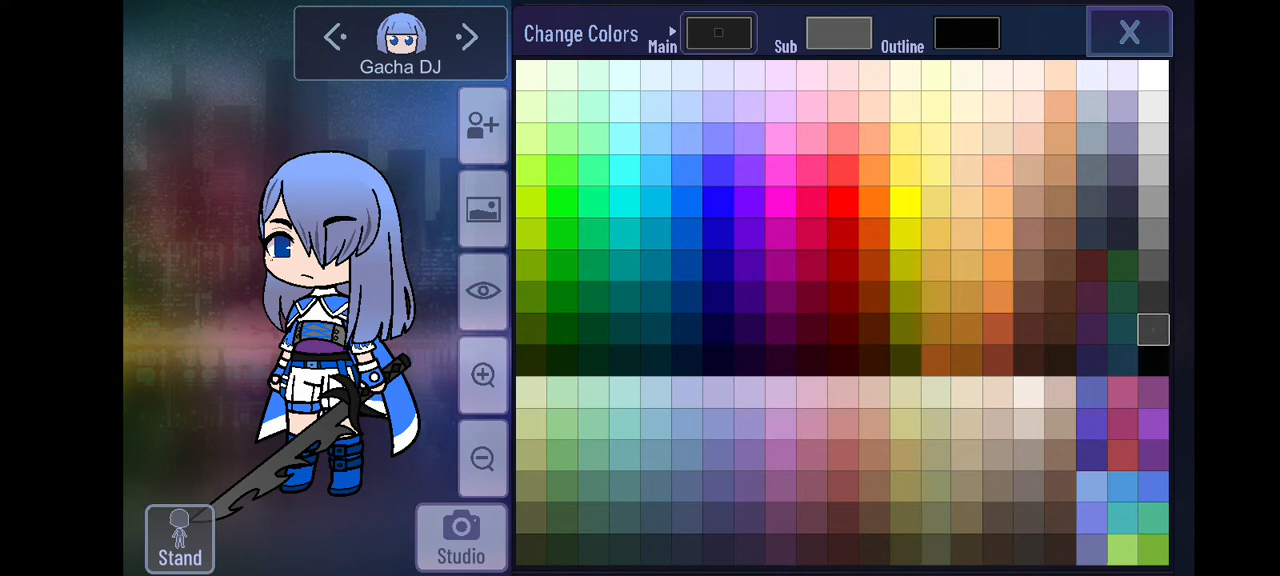 Gacha DJ
Change Colors
Main
Sub
Outline
X
Studio
Stand